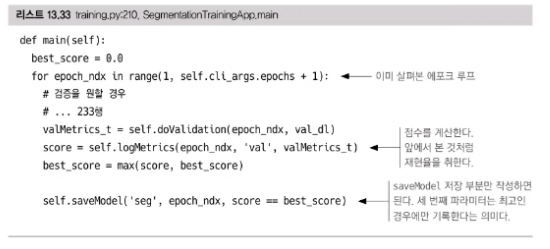 리스트 13.33 training.py:210, SegmentationTrainingApp.main
def main(self):
best_score = 0.0
for epoch_ndx in range(1, self.cli_args.epochs + 1):
이미 살펴본 에포크 루프
# 검증을 원할 경우
# ... 233행
valMetrics_t = self.doValidation(epoch_ndx, val_dl)
score = self.logMetrics(epoch_ndx, 'val', valMetrics_t)
best_score = max(score, best_score)
점수를 계산한다.
앞에서 본 것처럼
재현율을 취한다.
self.saveModel('seg', epoch_ndx, score == best_score)
saveModel 저장 부분만 작성하면
된다. 세 번째 파라미터는 최고인
경우에만 기록한다는 의미다.